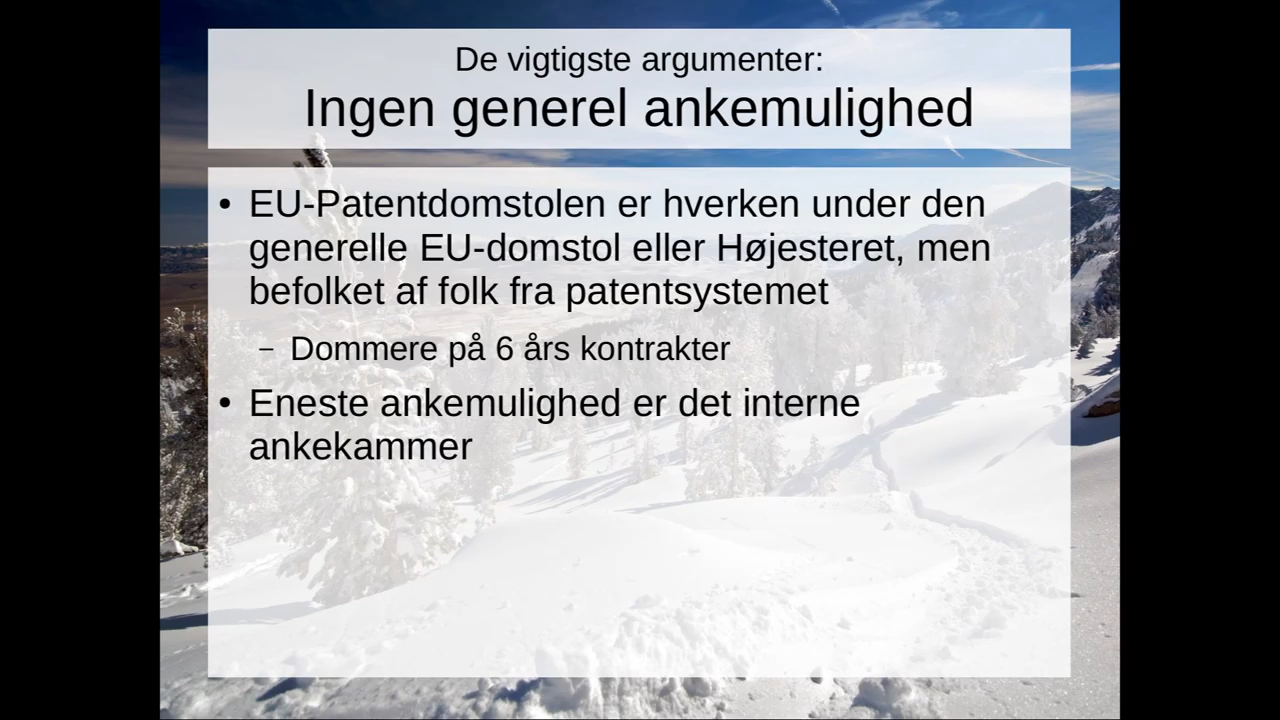 De vigtigste argumenter:
Ingen generel ankemulighed
• EU-Patentdomstolen er hverken under den
generelle EU-domstol eller Højesteret, men
befolket af folk fra patentsystemet
– Dommere på 6 års kontrakter
• Eneste ankemulighed er det interne
ankekammer